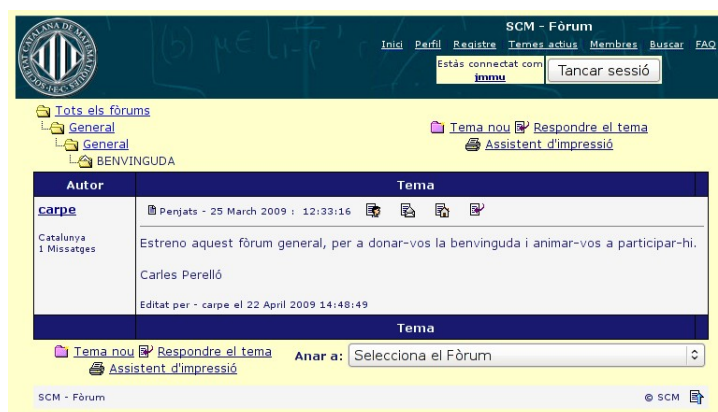 SCM - Fòrum
Inici Perfil Registre Temes actius Membres Buscar FAQ
Estàs connectat com
jmmu
Tancar sessió
Tots els fòrums
General
General
BENVINGUDA
Tema nou Respondre el tema
Assistent d'impressió
Autor Tema
carpe
Catalunya
1 Missatges
Penjats - 25 March 2009 : 12:33:16
Estreno aquest fòrum general, per a donar-vos la benvinguda i animar-vos a participar-hi.
Carles Perelló
Editat per - carpe el 22 April 2009 14:48:49
Tema
Tema nou Respondre el tema
Assistent d'impressió
Anar a: Selecciona el Fòrum
SCM - Fòrum
© SCM